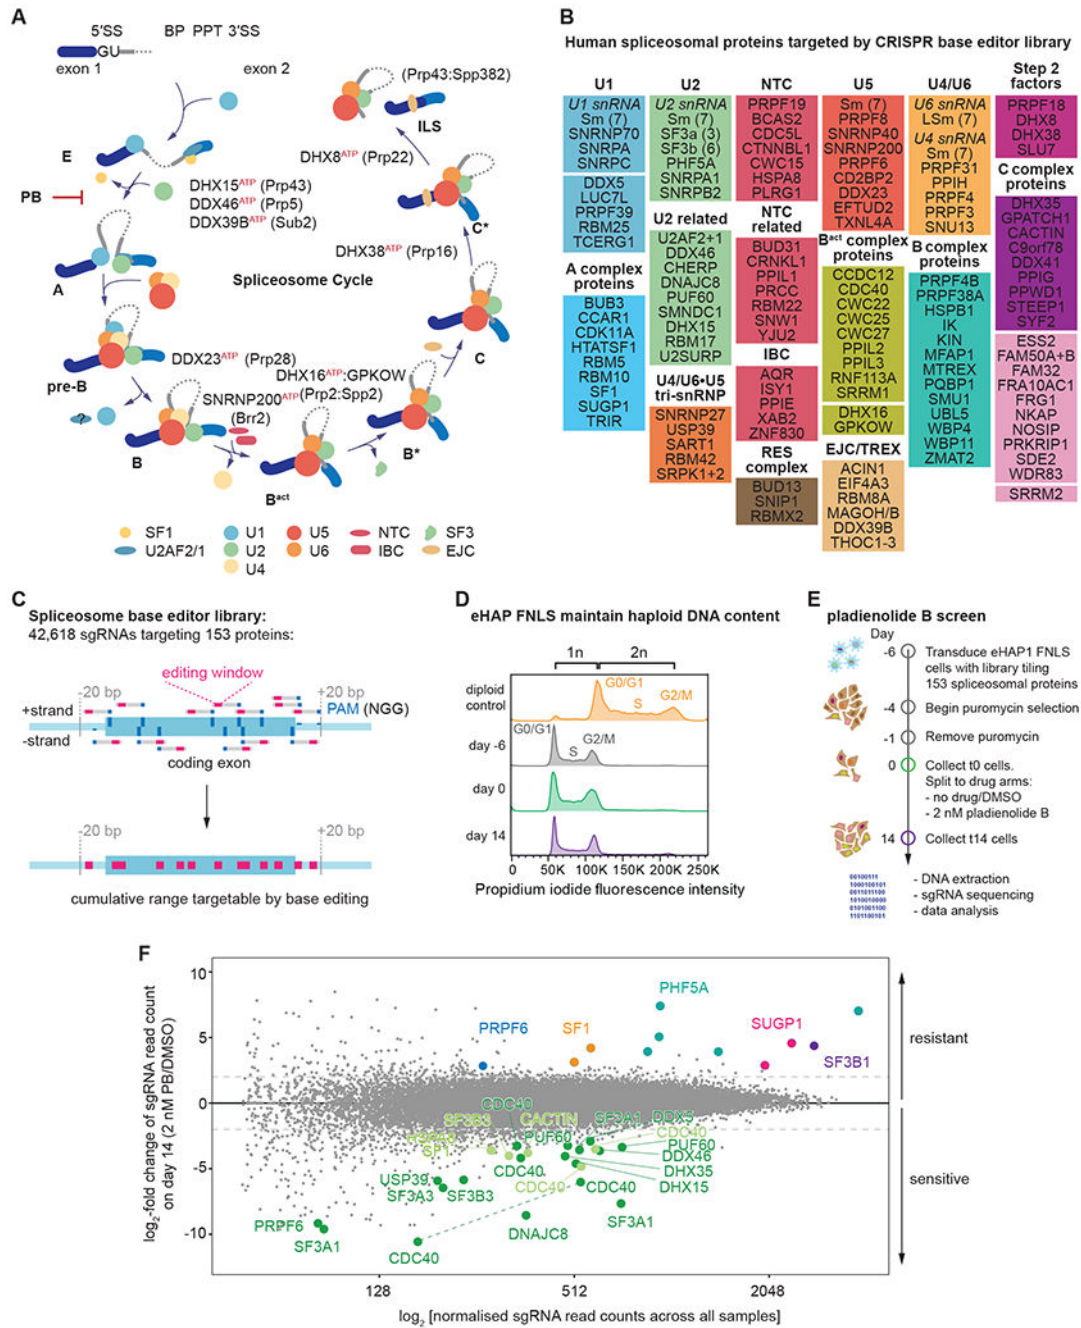 A
5′SS
BP PPT 3′SS
GU
exon 1
exon 2
E
PB
DHX15ATP (Prp43)
DDX46ATP (Prp5)
DDX39BATP (Sub2)
A
Spliceosome Cycle
pre-B
DDX23ATP (Prp28)
?
B
SNRNP200ATP
(Brr2)
Bact
DHX16ATP:GPKOW
(Prp2:Spp2)
B*
C
DHX38ATP (Prp16)
C*
DHX8ATP (Prp22)
ILS
(Prp43:Spp382)
SF1
U2AF2/1
U1
U2
U4
U5
U6
NTC
IBC
SF3
EJC
B
Human spliceosomal proteins targeted by CRISPR base editor library
U1
U1 snRNA
Sm (7)
SNRNP70
SNRPA
SNRPC
DDX5
LUC7L
PRPF39
RBM25
TCERG1
A complex
proteins
BUB3
CCAR1
CDK11A
HTATSF1
RBM5
RBM10
SF1
SUGP1
TRIR
U2
U2 snRNA
Sm (7)
SF3a (3)
SF3b (6)
PHF5A
SNRPA1
SNRPB2
U2 related
U2AF2+1
DDX46
CHERP
DNAJC8
PUF60
SMNDC1
DHX15
RBM17
U2SURP
U4/U6•U5
tri-snRNP
SNRNP27
USP39
SART1
RBM42
SRPK1+2
NTC
PRPF19
BCAS2
CDC5L
CTNNBL1
CWC15
HSPA8
PLRG1
NTC
related
BUD31
CRNKL1
PPIL1
PRCC
RBM22
SNW1
YJU2
IBC
AQR
ISY1
PPIE
XAB2
ZNF830
RES
complex
BUD13
SNIP1
RBMX2
U5
Sm (7)
PRPF8
SNRNP40
SNRNP200
PRPF6
CD2BP2
DDX23
EFTUD2
TXNL4A
Bact complex
proteins
CCDC12
CDC40
CWC22
CWC25
CWC27
PPIL2
PPIL3
RNF113A
SRRM1
DHX16
GPKOW
EJC/TREX
ACIN1
EIF4A3
RBM8A
MAGOH/B
DDX39B
THOC1-3
U4/U6
U6 snRNA
LSm (7)
U4 snRNA
Sm (7)
PRPF31
PPIH
PRPF4
PRPF3
SNU13
B complex
proteins
PRPF4B
PRPF38A
HSPB1
IK
KIN
MFAP1
MTREX
PQBP1
SMU1
UBL5
WBP4
WBP11
ZMAT2
Step 2
factors
PRPF18
DHX8
DHX38
SLU7
C complex
proteins
DHX35
GPATCH1
CACTIN
C9orf78
DDX41
PPIG
PPWD1
STEEP1
SYF2
ESS2
FAM50A+B
FAM32
FRA10AC1
FRG1
NKAP
NOSIP
PRKRIP1
SDE2
WDR83
SRRM2
C
Spliceosome base editor library:
42,618 sgRNAs targeting 153 proteins:
editing window
-20 bp
+20 bp
+strand
PAM (NGG)
-strand
coding exon
-20 bp
+20 bp
cumulative range targetable by base editing
D
eHAP FNLS maintain haploid DNA content
1n
2n
diploid
control
G0/G1
S
G2/M
day -6
G0/G1
S
G2/M
day 0
day 14
0
50K
100K
150K
200K
250K
Propidium iodide fluorescence intensity
E
pladienolide B screen
Day
-6
Transduce eHAP1 FNLS
cells with library tiling
153 spliceosomal proteins
-4
Begin puromycin selection
-1
Remove puromycin
0
Collect t0 cells.
Split to drug arms:
- no drug/DMSO
- 2 nM pladienolide B
14
Collect t14 cells
00100111
1000100101
0011011100
1010010000
0101001100
1101100101
- DNA extraction
- sgRNA sequencing
- data analysis
F
log2-fold change of sgRNA read count
on day 14 (2 nM PB/DMSO)
10
5
0
-5
-10
PHF5A
PRPF6
SF1
SUGP1
SF3B1
resistant
CDC40
SF3B3
CACTIN
SF3A1
DDX5
HSPA8
PUF60
CDC40
SF1
PUF60
DDX46
CDC40
DHX35
USP39
CDC40
CDC40
DHX15
SF3A3
SF3B3
sensitive
PRPF6
SF3A1
DNAJC8
SF3A1
CDC40
128
512
2048
log2 [normalised sgRNA read counts across all samples]